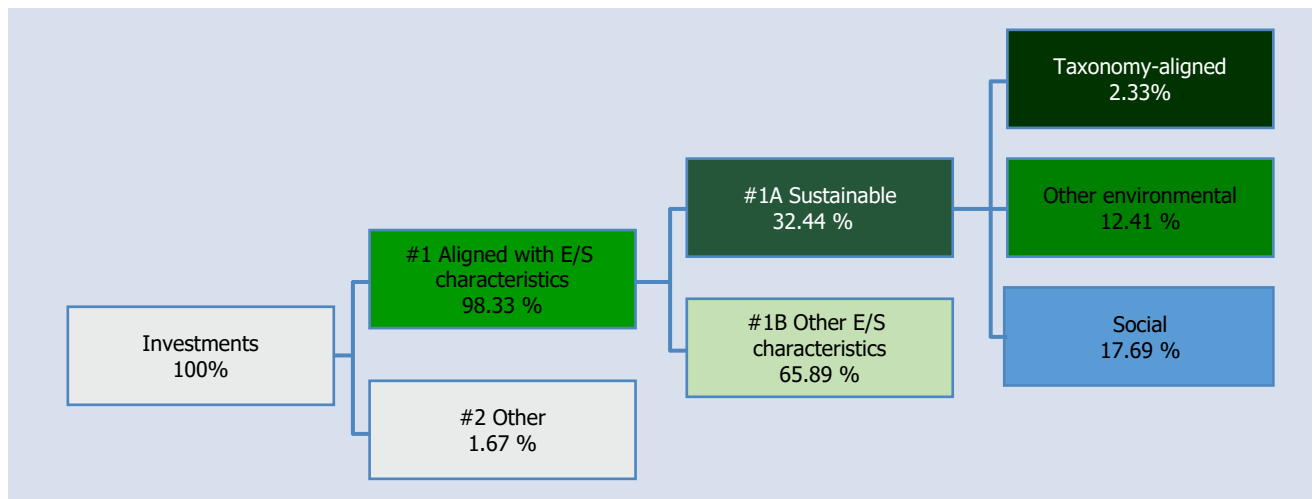 Investments
100%
#1 Aligned with E/S
characteristics
98.33 %
#2 Other
1.67 %
#1A Sustainable
32.44 %
#1B Other E/S
characteristics
65.89 %
Taxonomy-aligned
2.33%
Other environmental
12.41 %
Social
17.69 %